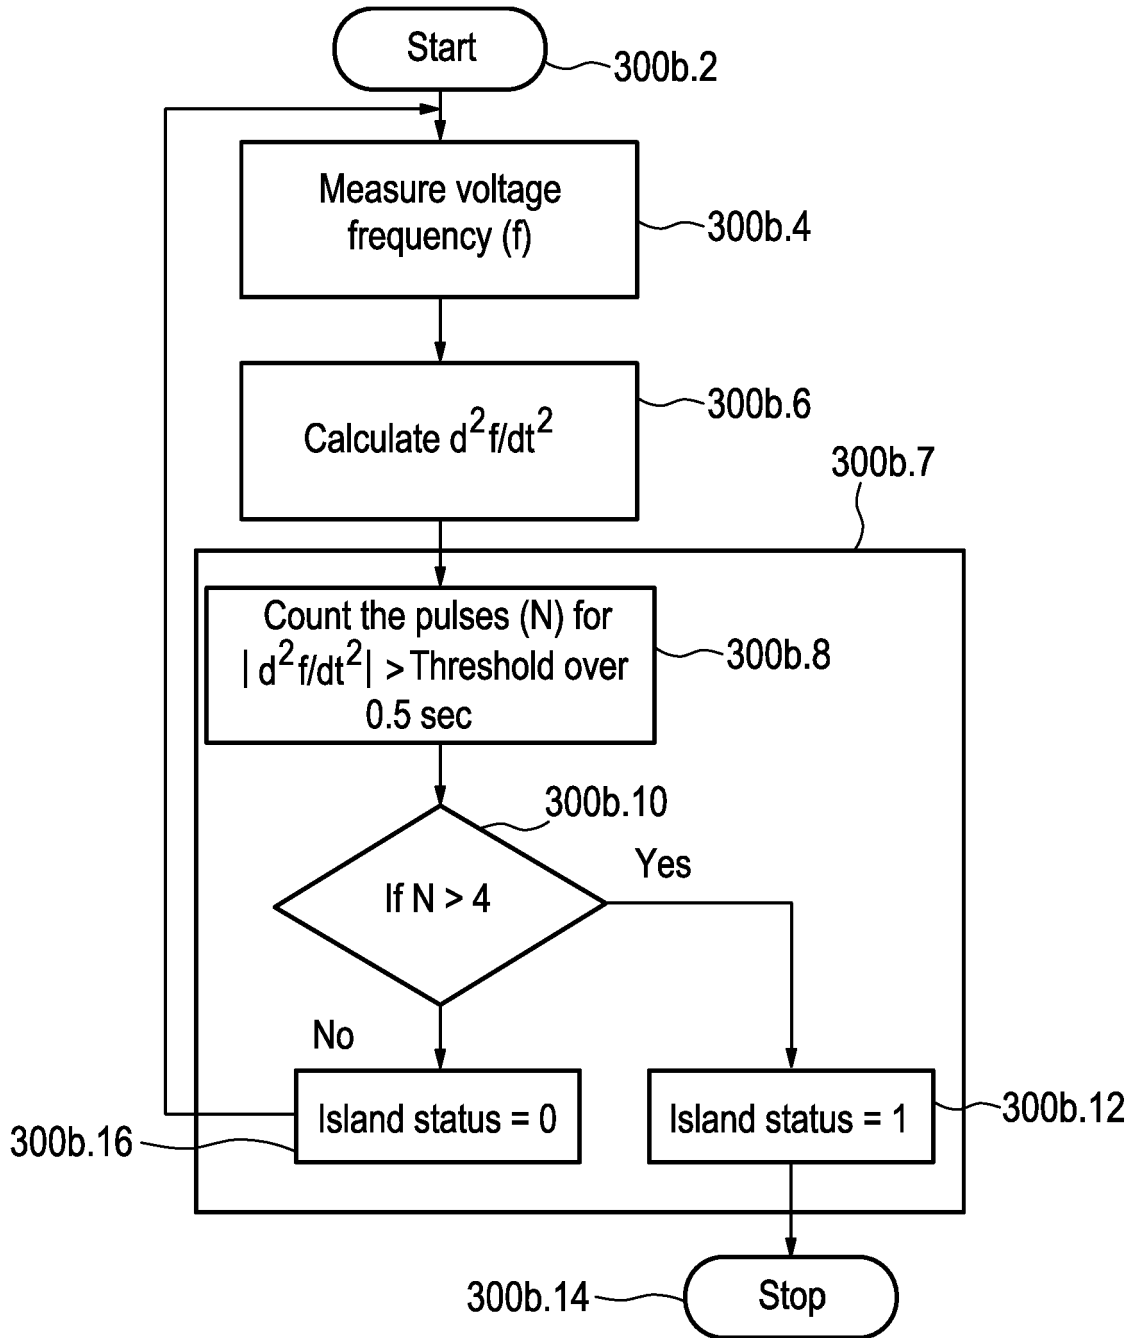 Start
300b.2
Measure voltage
frequency (f)
300b.4
Calculate d²f/dt²
300b.6
300b.7
Count the pulses (N) for
| d²f/dt²| > Threshold over
0.5 sec
300b.8
300b.10
If N > 4
Yes
No
Island status = 0
300b.16
Island status = 1
300b.12
300b.14
Stop